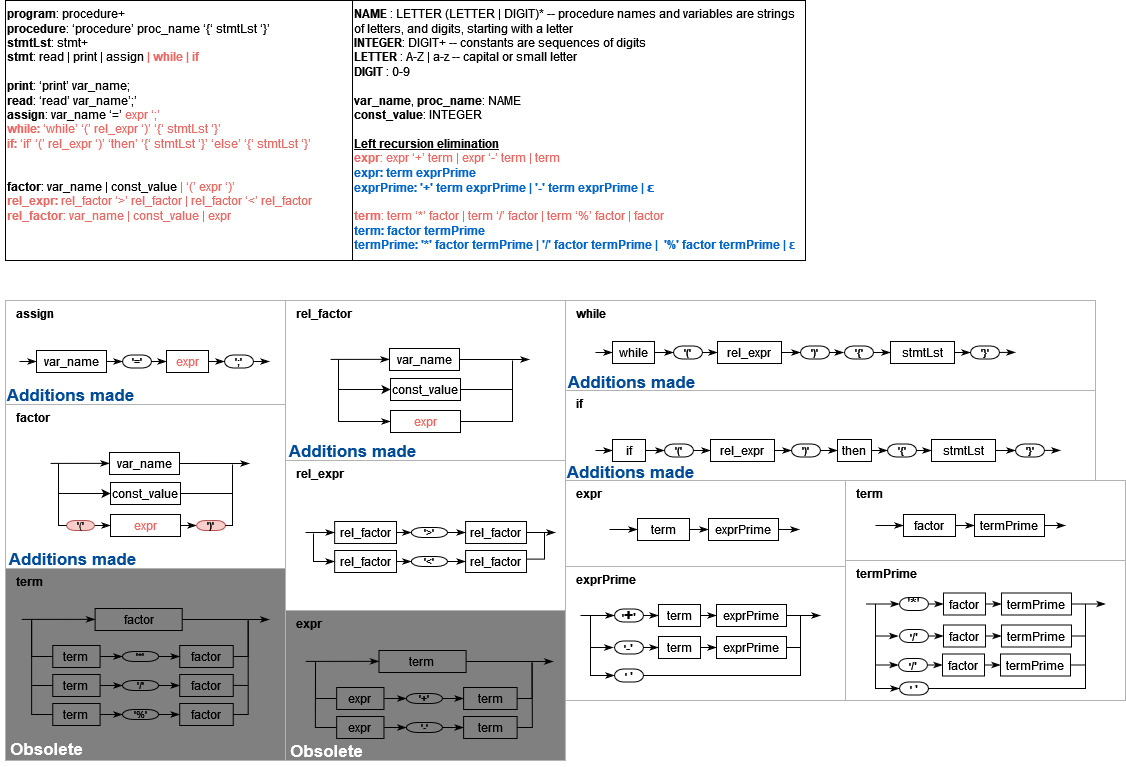 program: procedure+
procedure: ‘procedure’ proc_name ‘{‘ stmtLst ‘}’
stmtLst: stmt+
stmt: read | print | assign | while | if
print: ‘print’ var_name;
read: ‘read’ var_name’;’
assign: var_name ‘=’ expr ‘;’
while: ‘while’ ‘(’ rel_expr ‘)’ ‘{‘ stmtLst ‘}’
if: ‘if’ ‘(’ rel_expr ‘)’ ‘then’ ‘{‘ stmtLst ‘}’ ‘else’ ‘{‘ stmtLst ‘}’
factor: var_name | const_value | ‘(’ expr ‘)’
rel_expr: rel_factor ‘>’ rel_factor | rel_factor ‘<’ rel_factor
rel_factor: var_name | const_value | expr
NAME : LETTER (LETTER | DIGIT)* -- procedure names and variables are strings
of letters, and digits, starting with a letter
INTEGER: DIGIT+ -- constants are sequences of digits
LETTER : A-Z | a-z -- capital or small letter
DIGIT : 0-9
var_name, proc_name: NAME
const_value: INTEGER
Left recursion elimination
expr: expr ‘+’ term | expr ‘-’ term | term
expr: term exprPrime
exprPrime: '+' term exprPrime | '-' term exprPrime | ε
term: term ‘*’ factor | term ‘/’ factor | term ‘%’ factor | factor
term: factor termPrime
termPrime: '*' factor termPrime | '/' factor termPrime | '%' factor termPrime | ε
assign
var_name '=' expr ';'
Additions made
factor
var_name
const_value
'(' expr ')'
Additions made
term
factor
term '*' factor
term '/' factor
term '%' factor
Obsolete
rel_factor
var_name
const_value
expr
Additions made
rel_expr
rel_factor '>' rel_factor
rel_factor '<' rel_factor
expr
term
expr '+' term
expr '-' term
Obsolete
while
while '(' rel_expr ')' '{' stmtLst '}'
Additions made
if
if '(' rel_expr ')' then '{' stmtLst '}'
Additions made
expr
term exprPrime
term
factor termPrime
exprPrime
'+' term exprPrime
'-' term exprPrime
' '
termPrime
'*' factor termPrime
'/' factor termPrime
'/' factor termPrime
' '